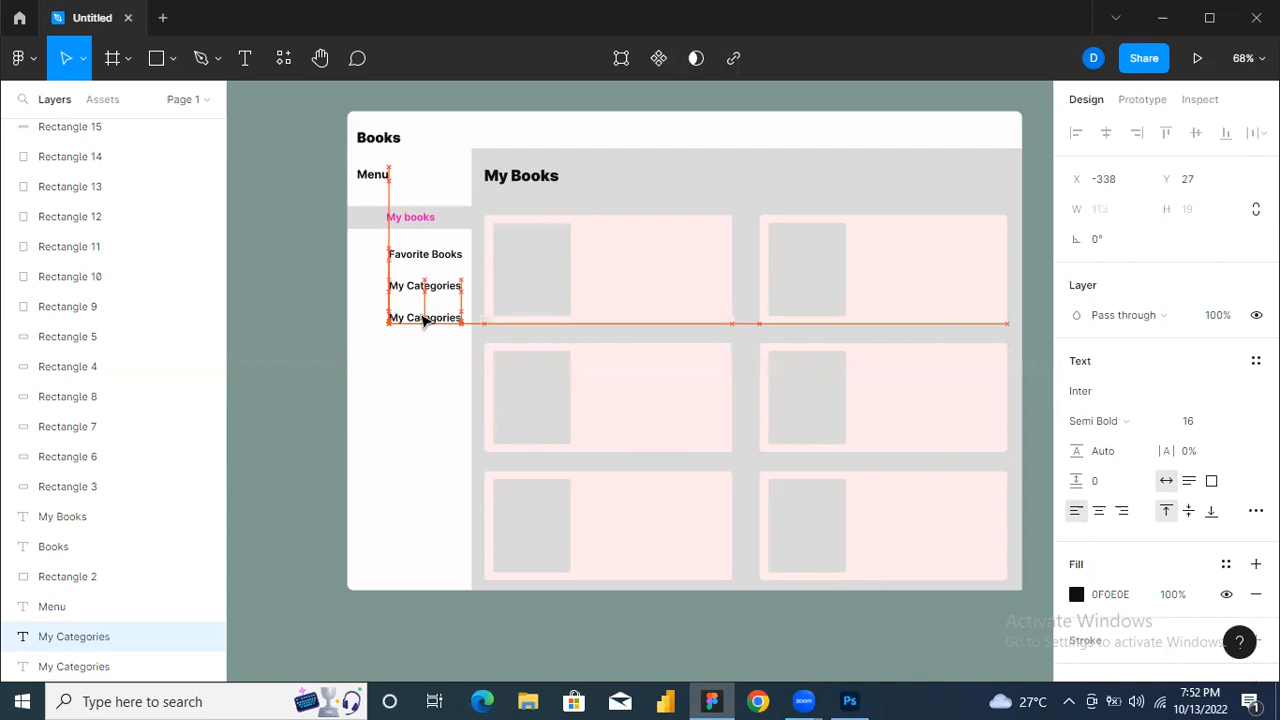 Untitled
Share
68%
Layers
Assets
Page 1
Design
Prototype
Inspect
Rectangle 15
Rectangle 14
Rectangle 13
Rectangle 12
Rectangle 11
Rectangle 10
Rectangle 9
Rectangle 5
Rectangle 4
Rectangle 8
Rectangle 7
Rectangle 6
Rectangle 3
My Books
Books
Rectangle 2
Menu
My Categories
My Categories
Books
Menu
My books
Favorite Books
My Categories
My Categories
My Books
D
X -338 Y 27
W 113 H 19
0°
Layer
Pass through 100%
Text
Inter
Semi Bold 16
A Auto |A| 0%
0
Fill
0F0E0E 100%
Stroke
Activate Windows
Go to Settings to activate Windows.
?
Type here to search
zoom
Ps
27°C
7:52 PM
10/13/2022
1